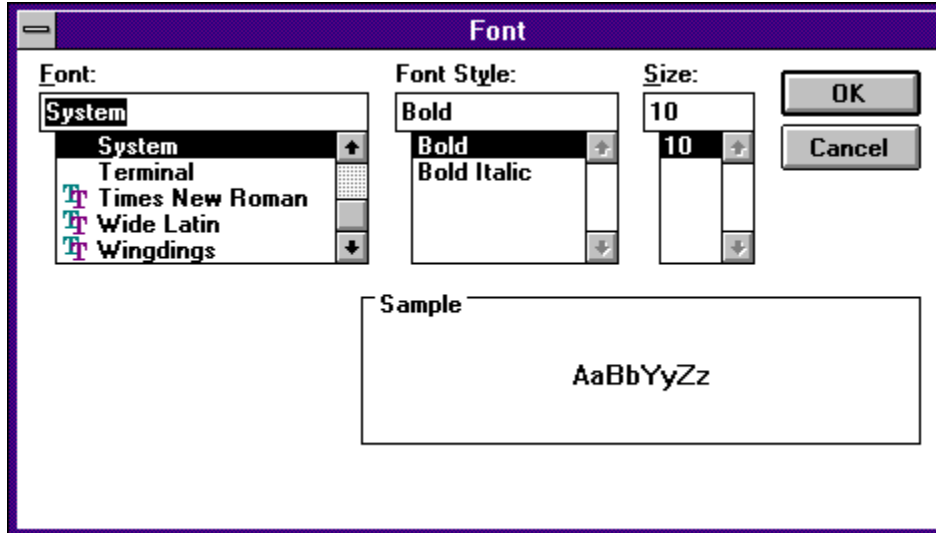 Font
Font: Font Style: Size:
System Bold 10 OK
System Bold 10 Cancel
Terminal Bold Italic
Times New Roman
Wide Latin
Wingdings
Sample
AaBbYyZz